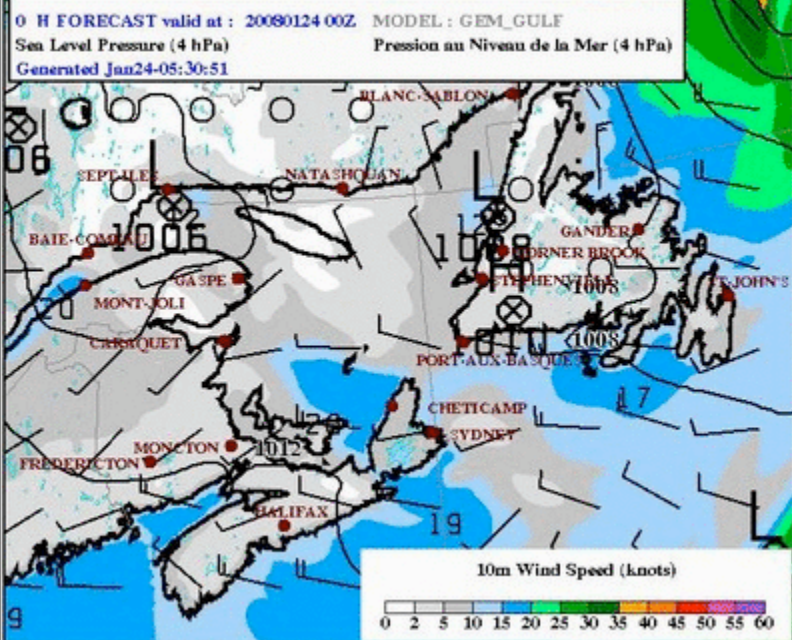 0 H FORECAST valid at : 20080124 00Z MODEL : GEM_GULF
Sea Level Pressure (4 hPa) Pression au Niveau de la Mer (4 hPa)
Generated Jan24-05:30:51
BLANC-SABLON
06
L
SEPT-ILES
NATASHQUAN
L
1006
GANDER
BAIE-COMEAU
CORNER BROOK
GASPE
STEPHENVILLE
1008
ST-JOHN'S
20
MONT-JOLI
CARAQUET
1008
PORT-AUX-BASQUES
17
CHETICAMP
SYDNEY
MONCTON
1012
FREDERICTON
HALIFAX
19
L
9
10m Wind Speed (knots)
0 2 5 10 15 20 25 30 35 40 45 50 55 60